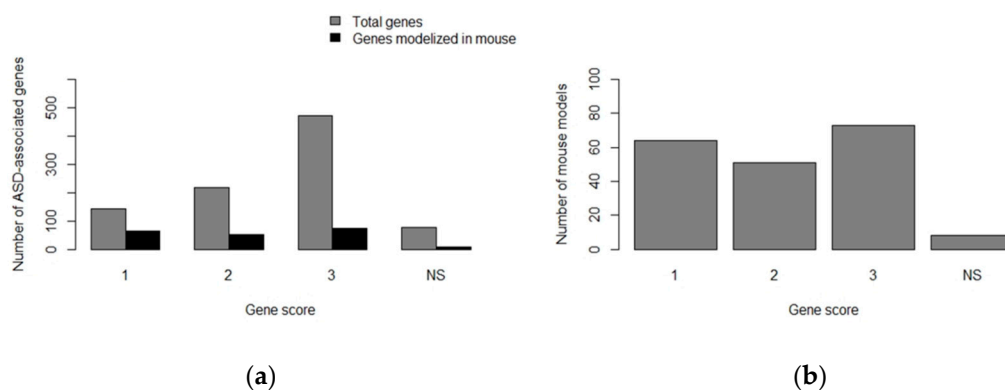 Total genes
Genes modelized in mouse
Number of ASD-associated genes
0
100
300
500
1
2
3
NS
Gene score
(a)
Number of mouse models
0
20
40
60
80
100
1
2
3
NS
Gene score
(b)